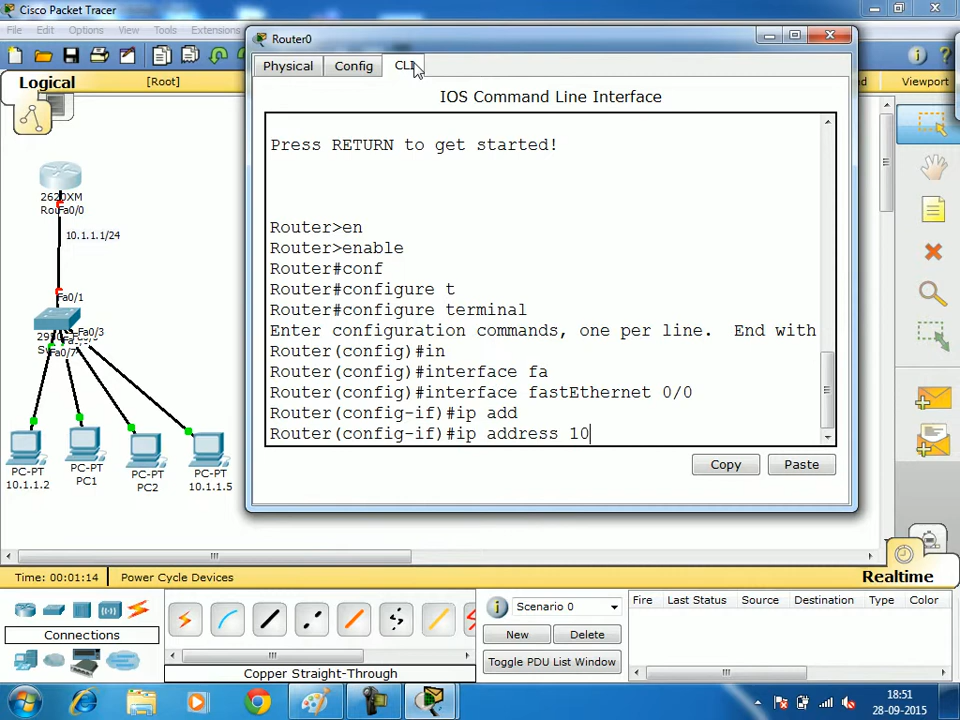 Cisco Packet Tracer
File Edit Options View Tools Extensions
Logical
[Root]
Viewport
Router0
Physical Config CLI
IOS Command Line Interface
Press RETURN to get started!
Router>en
Router>enable
Router#conf
Router#configure t
Router#configure terminal
Enter configuration commands, one per line. End with
Router(config)#in
Router(config)#interface fa
Router(config)#interface fastEthernet 0/0
Router(config-if)#ip add
Router(config-if)#ip address 10
Copy Paste
2620XM
Fa0/0
10.1.1.1/24
Fa0/1
Fa0/3
Fa0/7
PC-PT
10.1.1.2
PC-PT
PC1
PC-PT
PC2
PC-PT
10.1.1.5
Time: 00:01:14 Power Cycle Devices
Realtime
Connections
Copper Straight-Through
Scenario 0
New Delete
Toggle PDU List Window
Fire Last Status Source Destination Type Color
18:51
28-09-2015